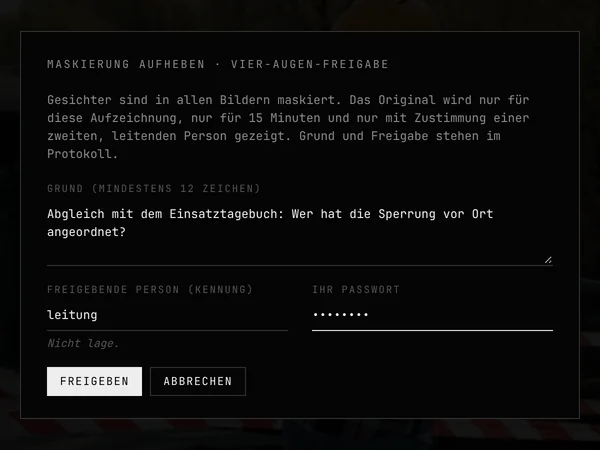 MASKIERUNG AUFHEBEN · VIER-AUGEN-FREIGABE
Gesichter sind in allen Bildern maskiert. Das Original wird nur für
diese Aufzeichnung, nur für 15 Minuten und nur mit Zustimmung einer
zweiten, leitenden Person gezeigt. Grund und Freigabe stehen im
Protokoll.
GRUND (MINDESTENS 12 ZEICHEN)
Abgleich mit dem Einsatztagebuch: Wer hat die Sperrung vor Ort
angeordnet?
FREIGEBENDE PERSON (KENNUNG) IHR PASSWORT
leitung ••••••••
Nicht lage.
FREIGEBEN ABBRECHEN